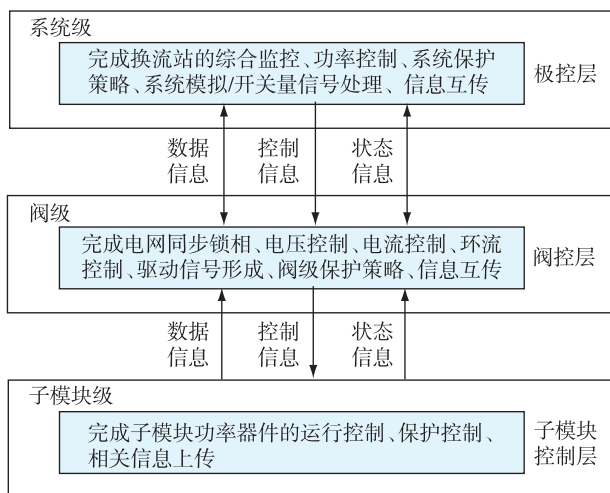 系统级
完成换流站的综合监控、功率控制、系统保护
策略、系统模拟/开关量信号处理、信息互传
极控层
数据
信息
控制
信息
状态
信息
阀级
完成电网同步锁相、电压控制、电流控制、环流
控制、驱动信号形成、阀级保护策略、信息互传
阀控层
数据
信息
控制
信息
状态
信息
子模块级
完成子模块功率器件的运行控制、保护控制、
相关信息上传
子模块
控制层